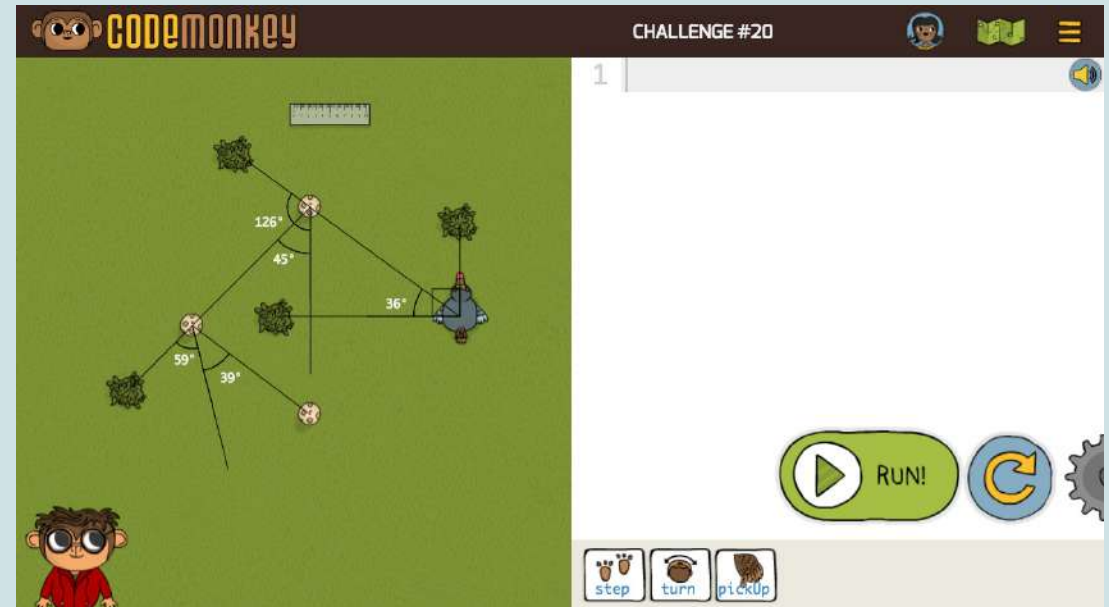 CODEMONKEY
CHALLENGE #20
1
126°
45°
36°
59°
39°
RUN!
step
turn
pickUp